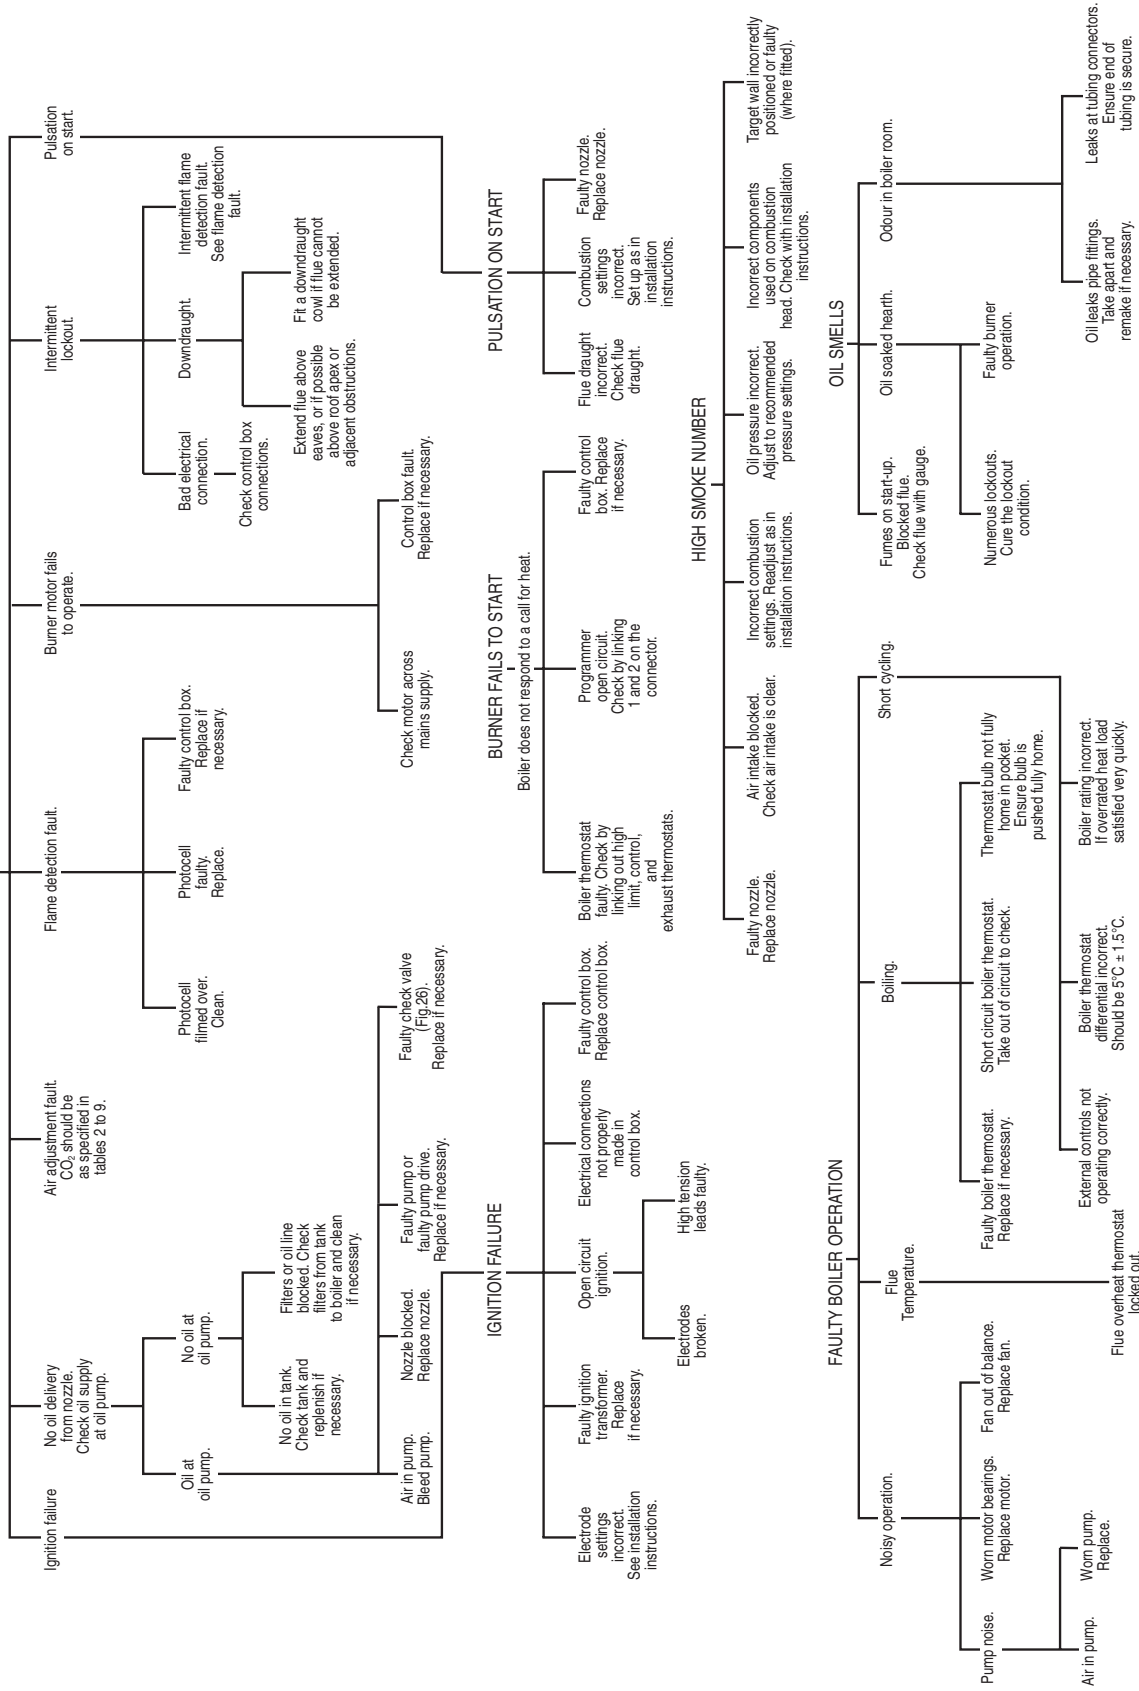 Ignition failure
No oil delivery
from nozzle.
Check oil supply
at oil pump.
Air adjustment fault.
CO₂ should be
as specified in
tables 2 to 9.
Flame detection fault.
Burner motor fails
to operate.
Intermittent
lockout.
Pulsation
on start.
Oil at
oil pump.
No oil at
oil pump.
Photocell
filmed over.
Clean.
Photocell
faulty.
Replace.
Faulty control box.
Replace if
necessary.
Bad electrical
connection.
Downdraught.
Intermittent flame
detection fault.
See flame detection
fault.
Check control box
connections.
No oil in tank.
Check tank and
replenish if
necessary.
Filters or oil line
blocked. Check
filters from tank
to boiler and clean
if necessary.
Extend flue above
eaves, or if possible
above roof apex or
adjacent obstructions.
Fit a downdraught
cowl if flue cannot
be extended.
Air in pump.
Bleed pump.
Nozzle blocked.
Replace nozzle.
Faulty pump or
faulty pump drive.
Replace if necessary.
Faulty check valve
(Fig.26).
Replace if necessary.
Check motor across
mains supply.
Control box fault.
Replace if necessary.
IGNITION FAILURE
Electrode
settings
incorrect.
See installation
instructions.
Faulty ignition
transformer.
Replace
if necessary.
Open circuit
ignition.
Electrical connections
not properly
made in
control box.
Faulty control box.
Replace control box.
Electrodes
broken.
High tension
leads faulty.
BURNER FAILS TO START
Boiler does not respond to a call for heat.
Boiler thermostat
faulty. Check by
linking out high
limit, control,
and
exhaust thermostats.
Programmer
open circuit.
Check by linking
1 and 2 on the
connector.
Faulty control
box. Replace
if necessary.
PULSATION ON START
Flue draught
incorrect.
Check flue
draught.
Combustion
settings
incorrect.
Set up as in
installation
instructions.
Faulty nozzle.
Replace nozzle.
HIGH SMOKE NUMBER
Faulty nozzle.
Replace nozzle.
Air intake blocked.
Check air intake is clear.
Incorrect combustion
settings. Readjust as in
installation instructions.
Oil pressure incorrect.
Adjust to recommended
pressure settings.
Incorrect components
used on combustion
head. Check with installation
instructions.
Target wall incorrectly
positioned or faulty
(where fitted).
FAULTY BOILER OPERATION
Noisy operation.
Flue
Temperature.
Boiling.
Short cycling.
Pump noise.
Worn motor bearings.
Replace motor.
Fan out of balance.
Replace fan.
Faulty boiler thermostat.
Replace if necessary.
Short circuit boiler thermostat.
Take out of circuit to check.
Thermostat bulb not fully
home in pocket.
Ensure bulb is
pushed fully home.
Air in pump.
Worn pump.
Replace.
Flue overheat thermostat
locked out.
External controls not
operating correctly.
Boiler thermostat
differential incorrect.
Should be 5°C ± 1.5°C.
Boiler rating incorrect.
If overrated heat load
satisfied very quickly.
OIL SMELLS
Fumes on start-up.
Blocked flue.
Check flue with gauge.
Oil soaked hearth.
Odour in boiler room.
Numerous lockouts.
Cure the lockout
condition.
Faulty burner
operation.
Oil leaks pipe fittings.
Take apart and
remake if necessary.
Leaks at tubing connectors.
Ensure end of
tubing is secure.